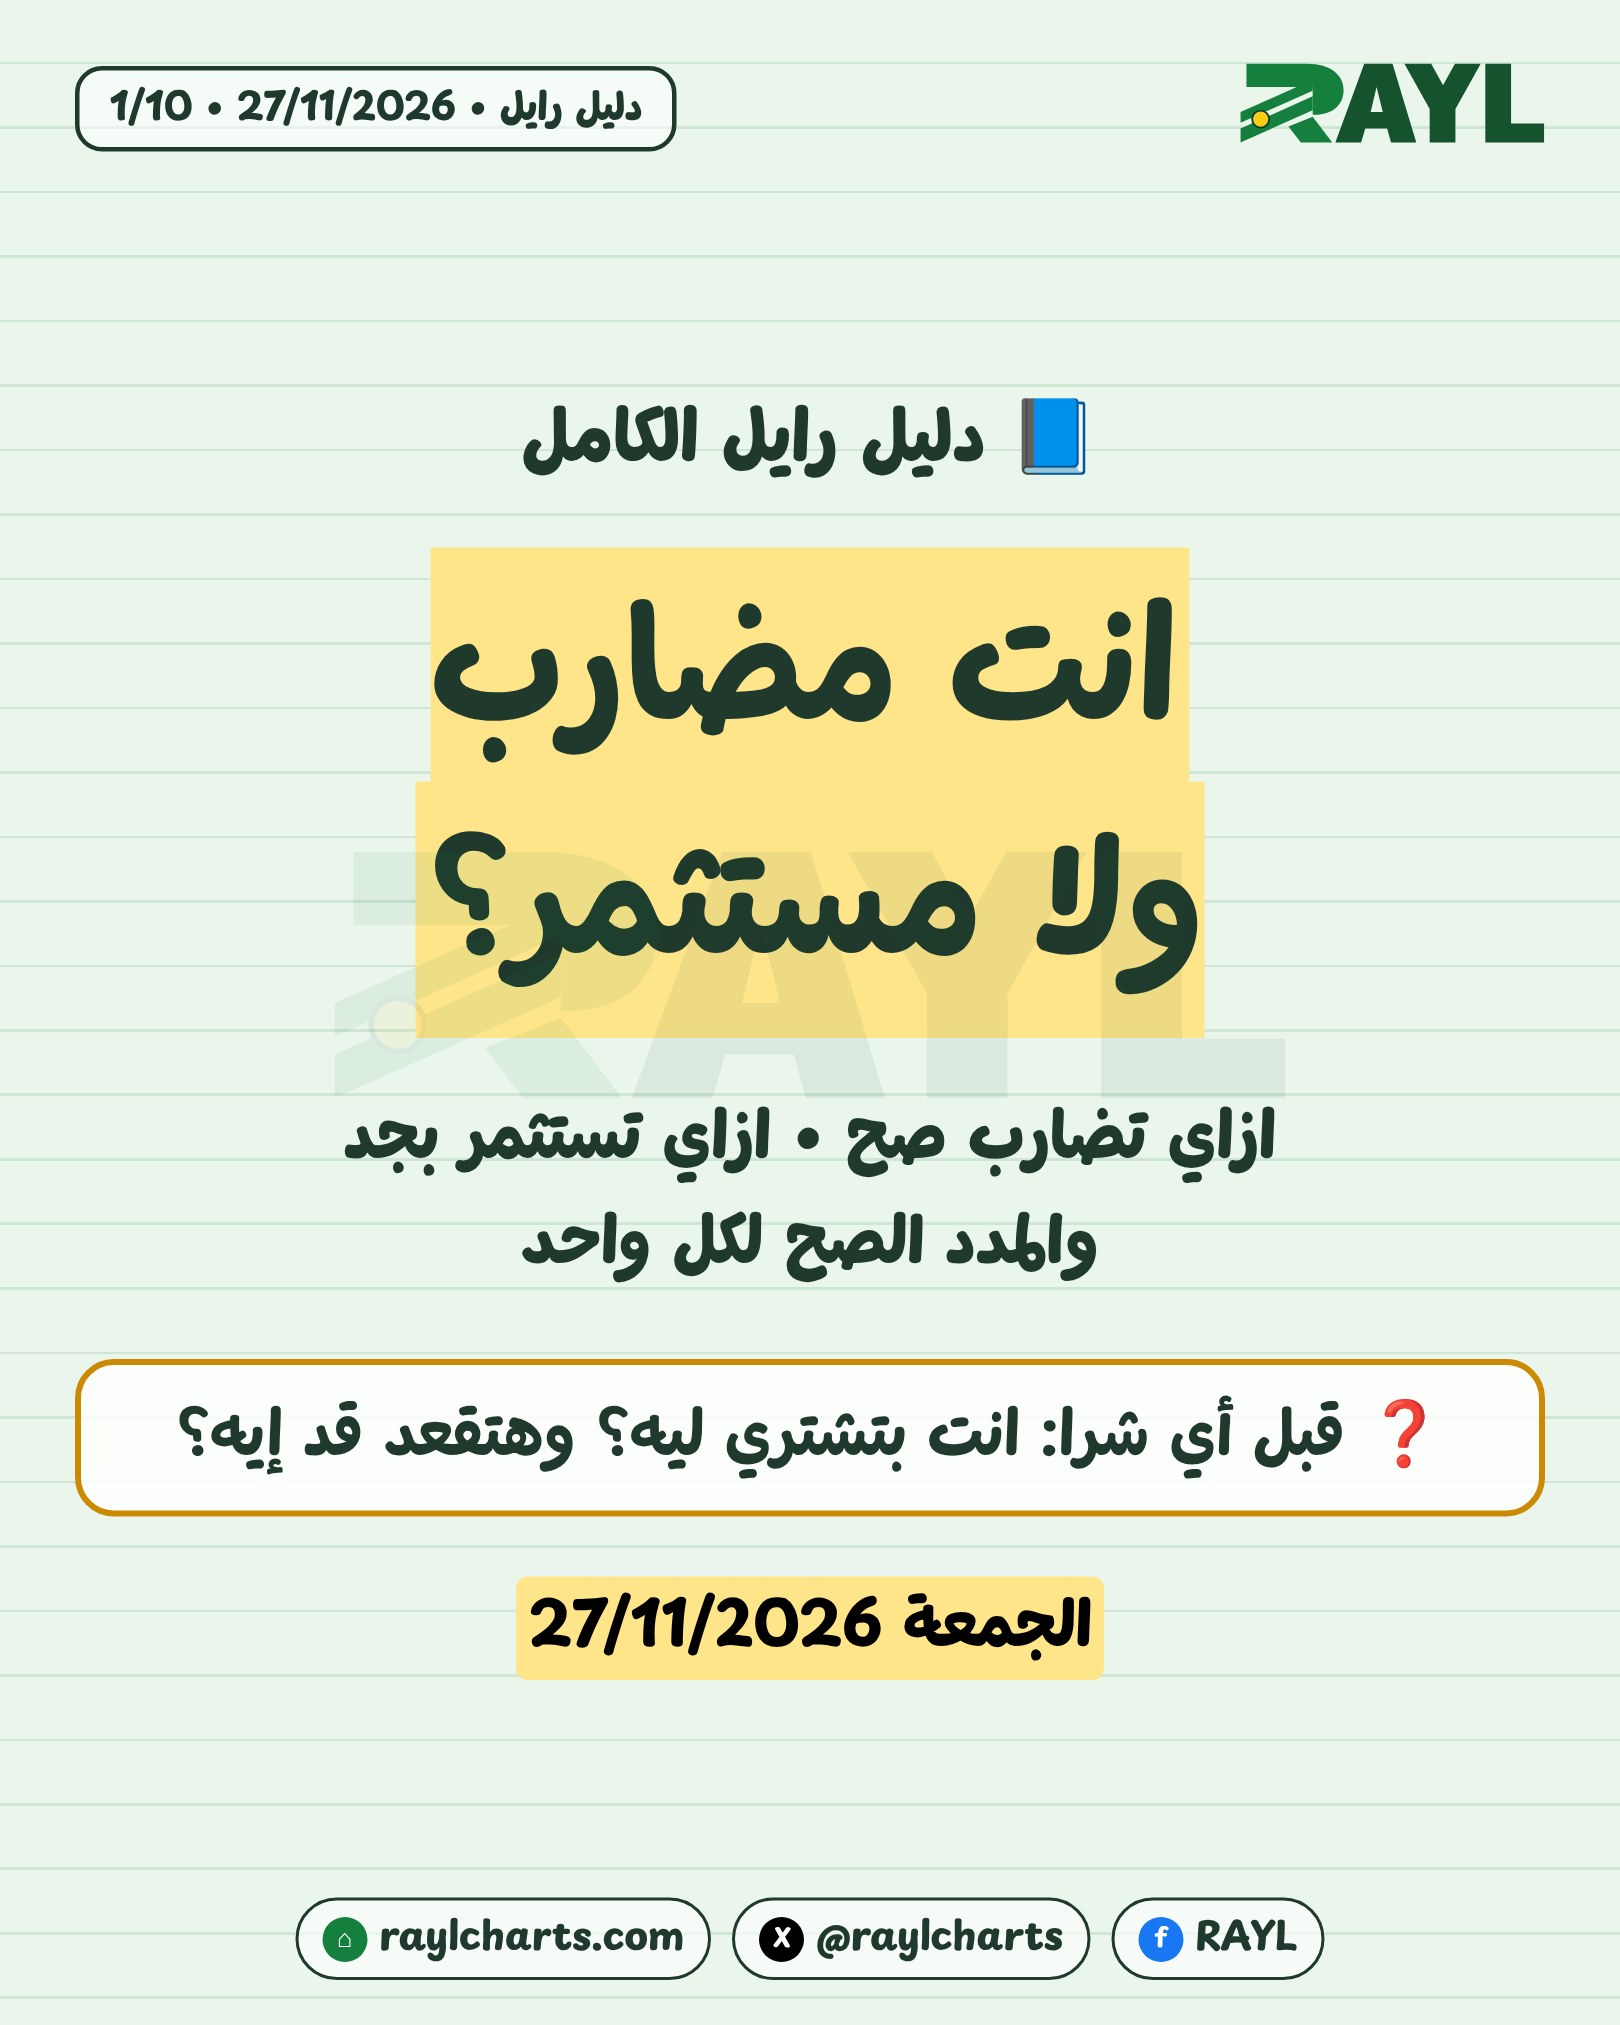 RAYL
دليل رايل • 27/11/2026 • 1/10
📘 دليل رايل الكامل
انت مضارب
ولا مستثمر؟
RAYL
ازاي تضارب صح • ازاي تستثمر بجد
والمدد الصح لكل واحد
❓ قبل أي شرا: انت بتشتري ليه؟ وهتقعد قد إيه؟
الجمعة 27/11/2026
raylcharts.com
X @raylcharts
f RAYL